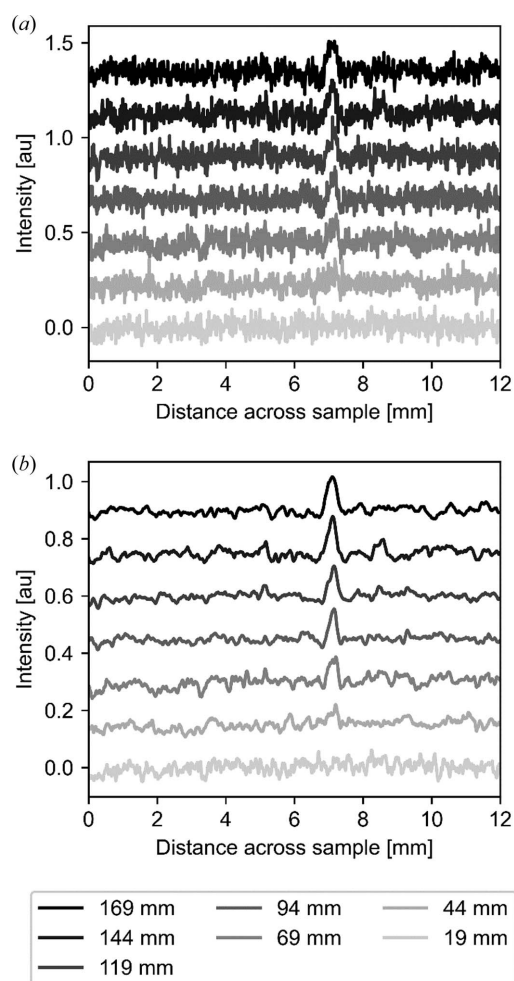 (a)
1.5
1.0
0.5
0.0
Intensity [au]
0 2 4 6 8 10 12
Distance across sample [mm]
(b)
1.0
0.8
0.6
0.4
0.2
0.0
Intensity [au]
0 2 4 6 8 10 12
Distance across sample [mm]
169 mm 94 mm 44 mm
144 mm 69 mm 19 mm
119 mm